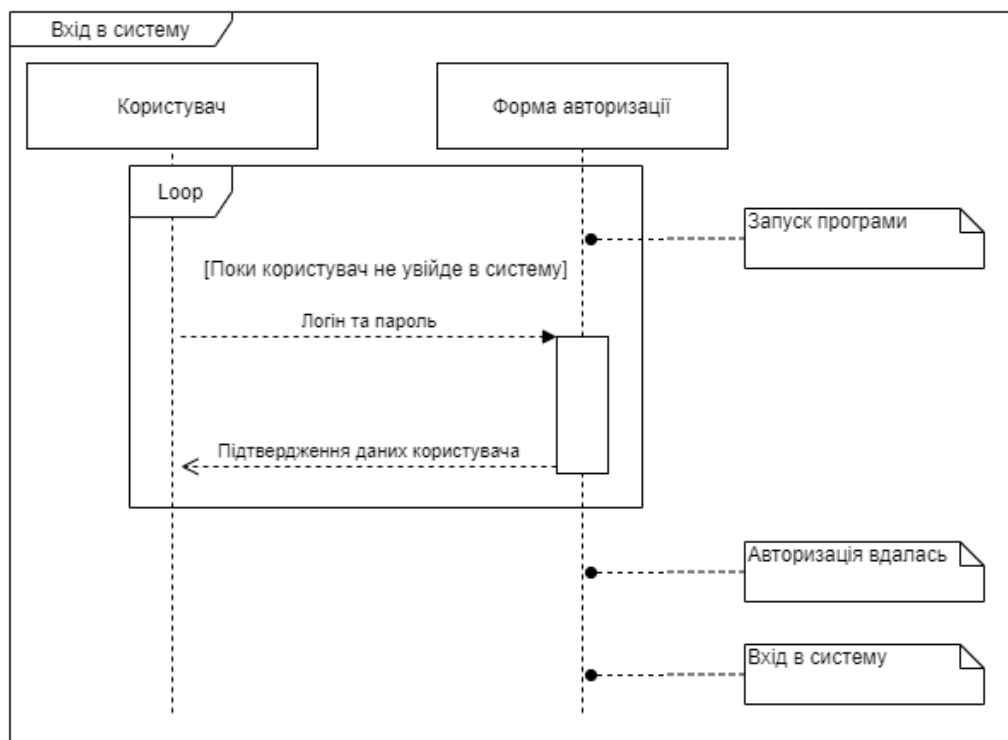 Вхід в систему
Користувач
Форма авторизації
Loop
Запуск програми
[Поки користувач не увійде в систему]
Логін та пароль
Підтвердження даних користувача
Авторизація вдалась
Вхід в систему